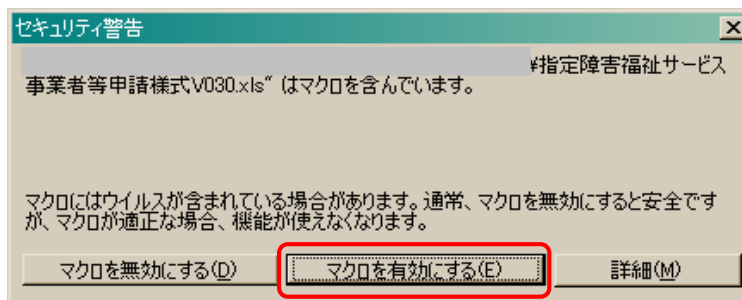 セキュリティ警告
¥指定障害福祉サービス
事業者等申請様式V030.xls" はマクロを含んでいます。
マクロにはウイルスが含まれている場合があります。通常、マクロを無効にすると安全です
が、マクロが適正な場合、機能が使えなくなります。
マクロを無効にする(D) マクロを有効にする(E) 詳細(M)